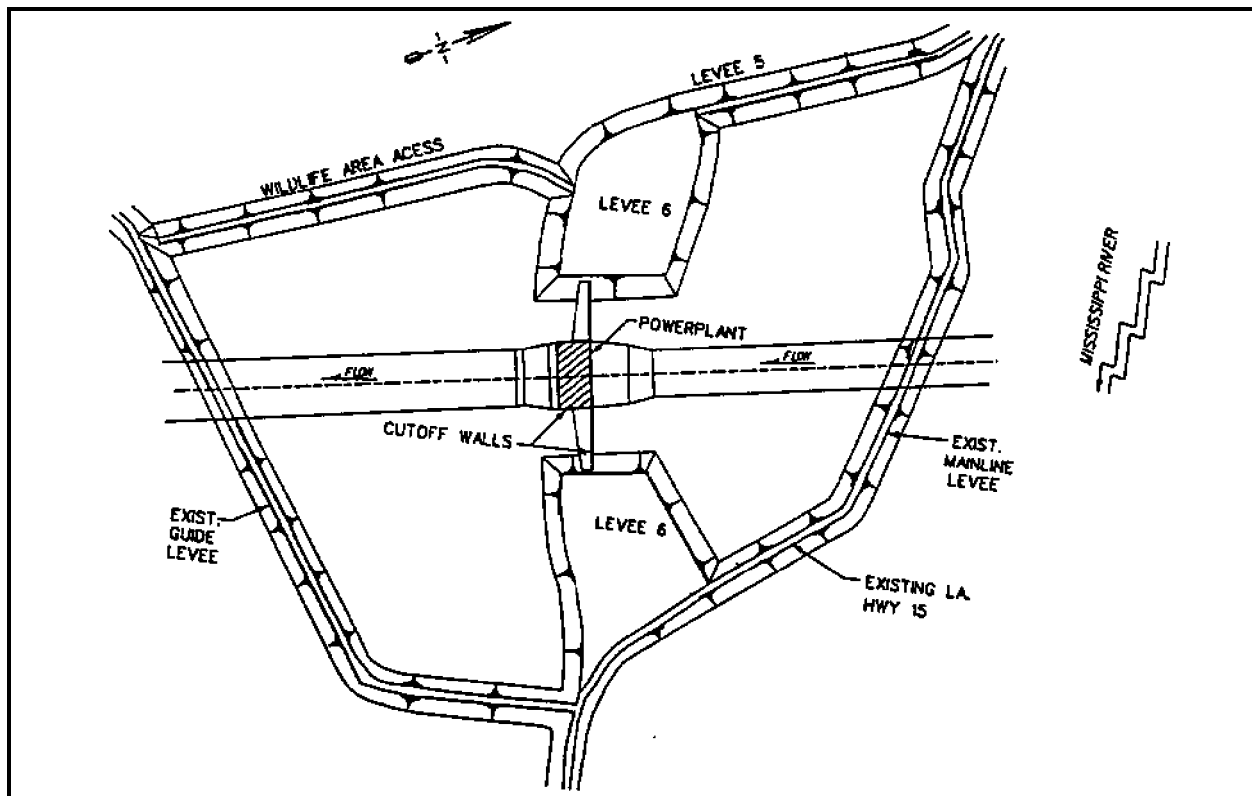 N
LEVEE 5
WILDLIFE AREA ACESS
LEVEE 6
MISSISSIPPI RIVER
POWERPLANT
FLOW
FLOW
CUTOFF WALLS
EXIST.
MAINLINE
LEVEE
EXIST.
GUIDE
LEVEE
LEVEE 6
EXISTING LA.
HWY 15